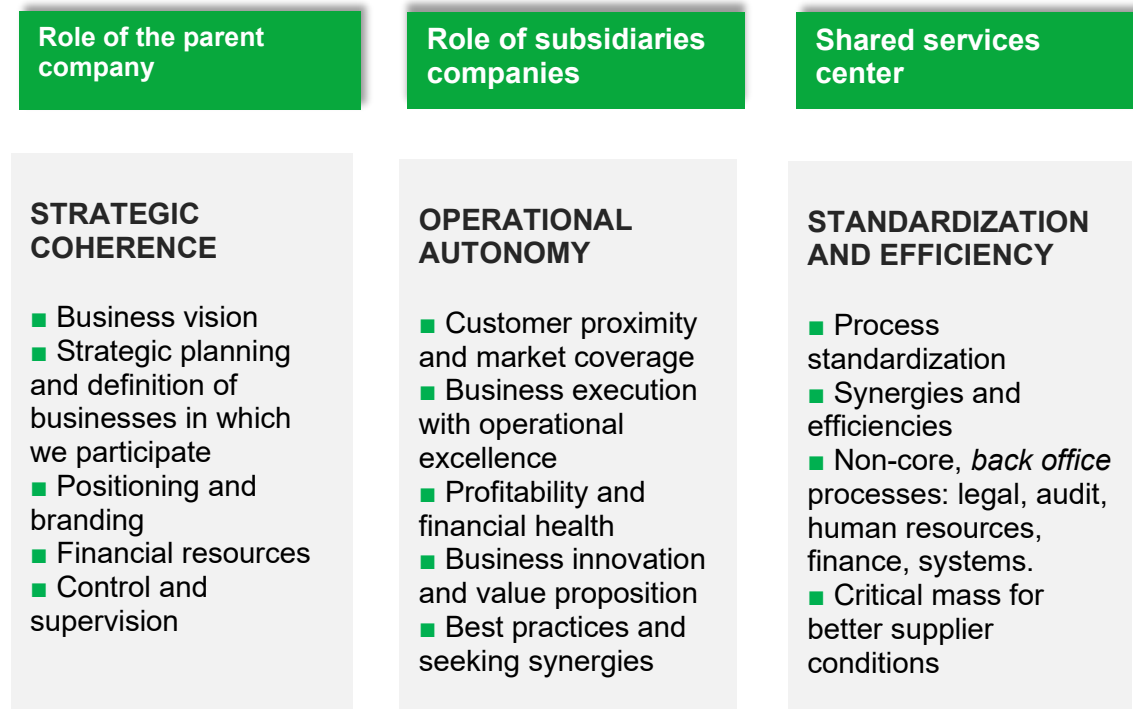 Role of the parent
company
STRATEGIC
COHERENCE
■ Business vision
■ Strategic planning
and definition of
businesses in which
we participate
■ Positioning and
branding
■ Financial resources
■ Control and
supervision
Role of subsidiaries
companies
OPERATIONAL
AUTONOMY
■ Customer proximity
and market coverage
■ Business execution
with operational
excellence
■ Profitability and
financial health
■ Business innovation
and value proposition
■ Best practices and
seeking synergies
Shared services
center
STANDARDIZATION
AND EFFICIENCY
■ Process
standardization
■ Synergies and
efficiencies
■ Non-core, back office
processes: legal, audit,
human resources,
finance, systems.
■ Critical mass for
better supplier
conditions